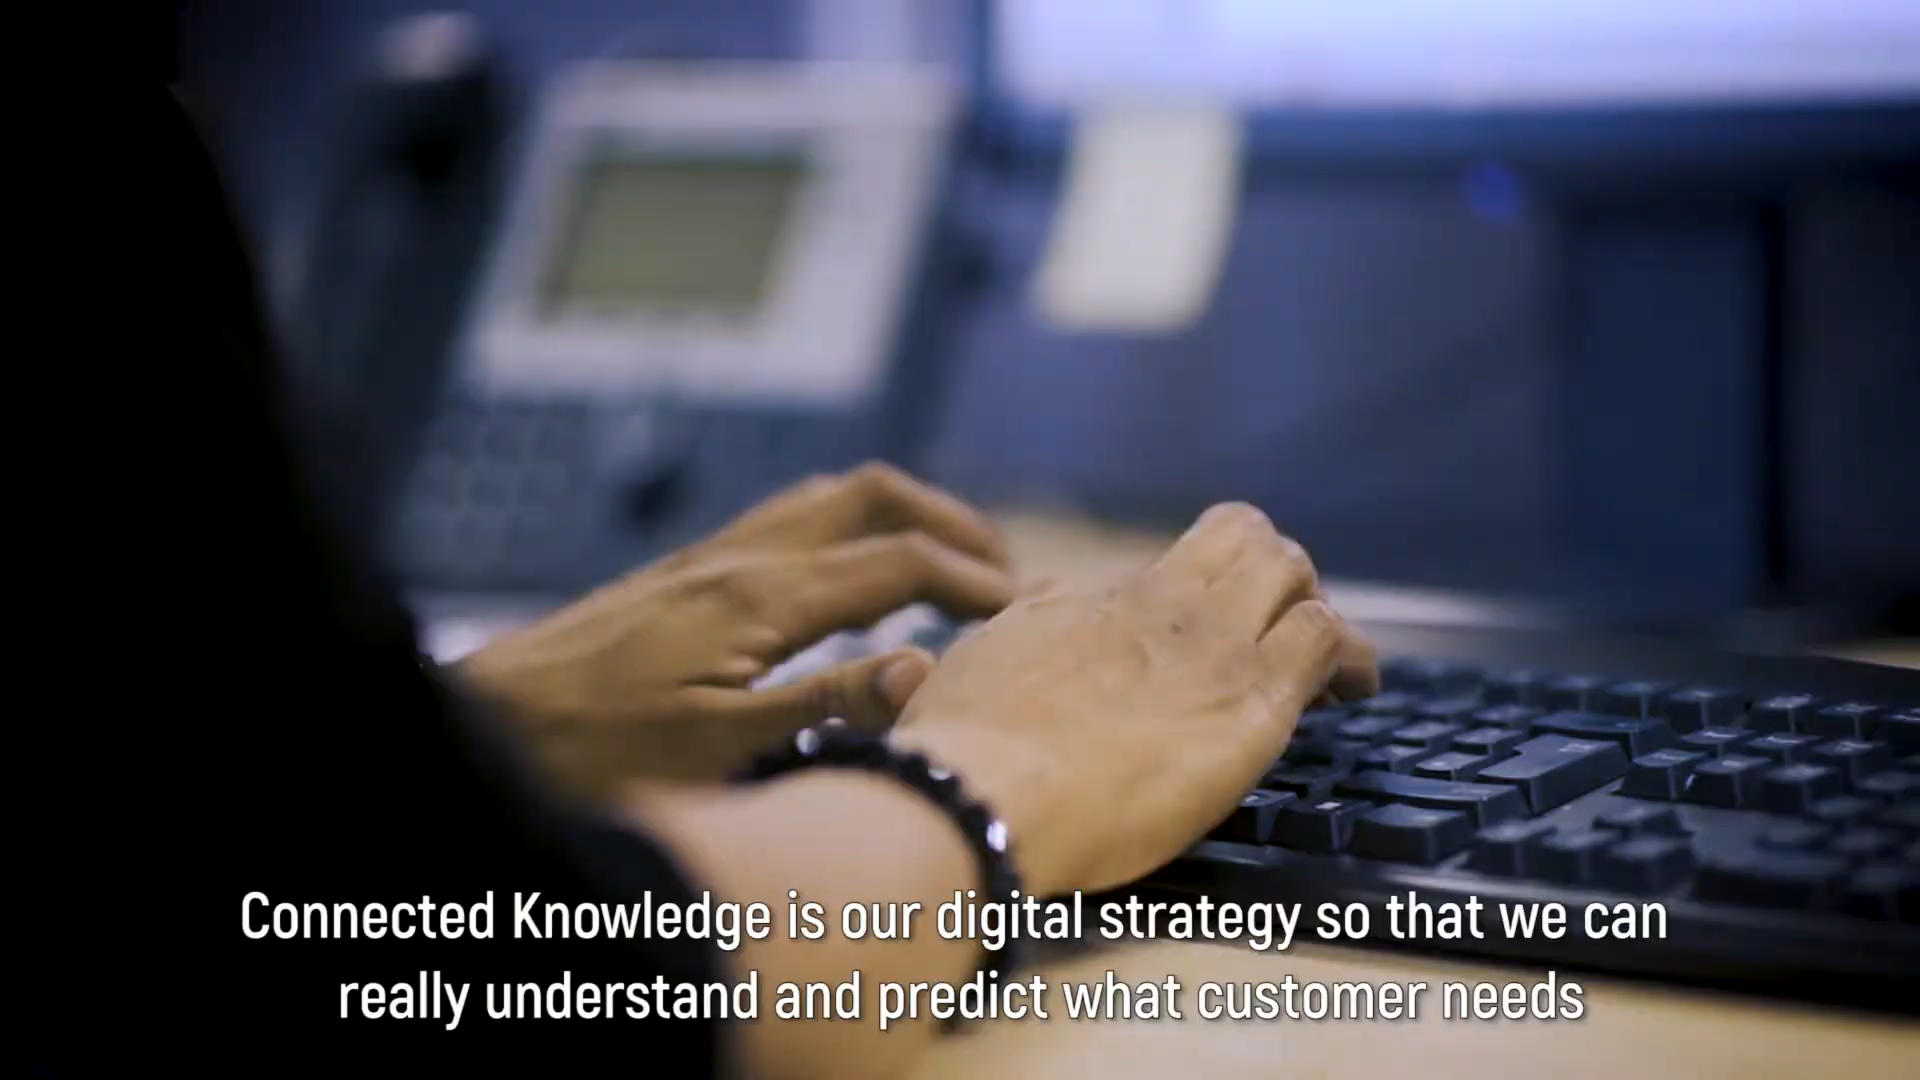 Connected Knowledge is our digital strategy so that we can
really understand and predict what customer needs